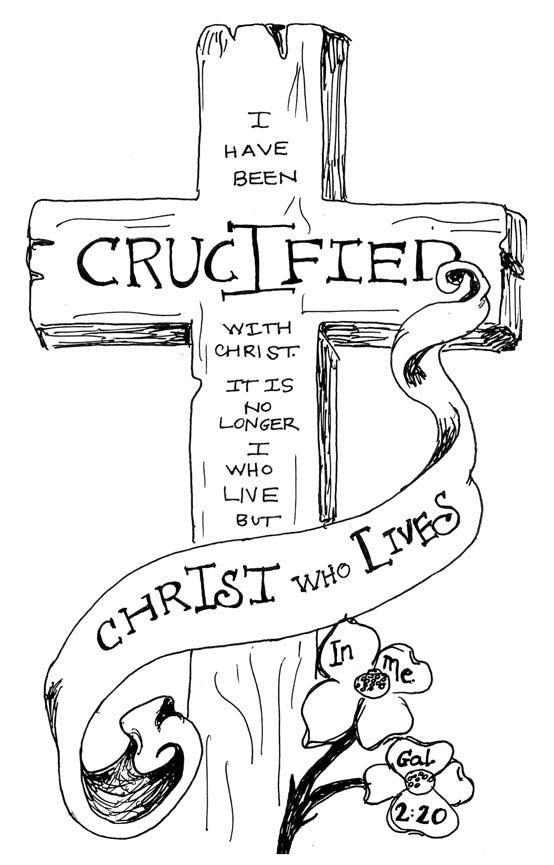 I
HAVE
BEEN
CRUCIFIED
WITH
CHRIST.
IT IS
NO
LONGER
I
WHO
LIVE
BUT
CHRIST WHO LIVES
In Me.
Gal.
2:20